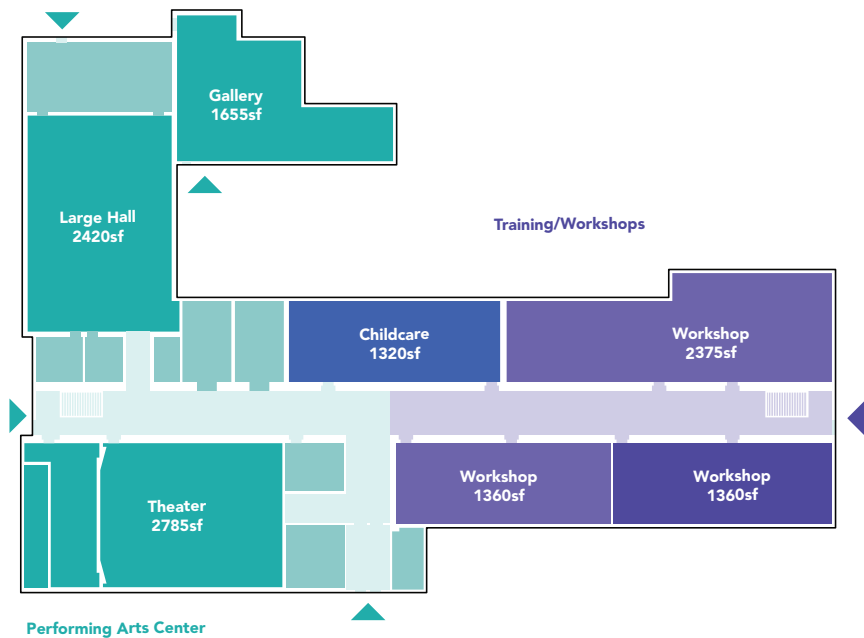 Gallery
1655sf
Large Hall
2420sf
Training/Workshops
Childcare
1320sf
Workshop
2375sf
Workshop
1360sf
Workshop
1360sf
Theater
2785sf
Performing Arts Center